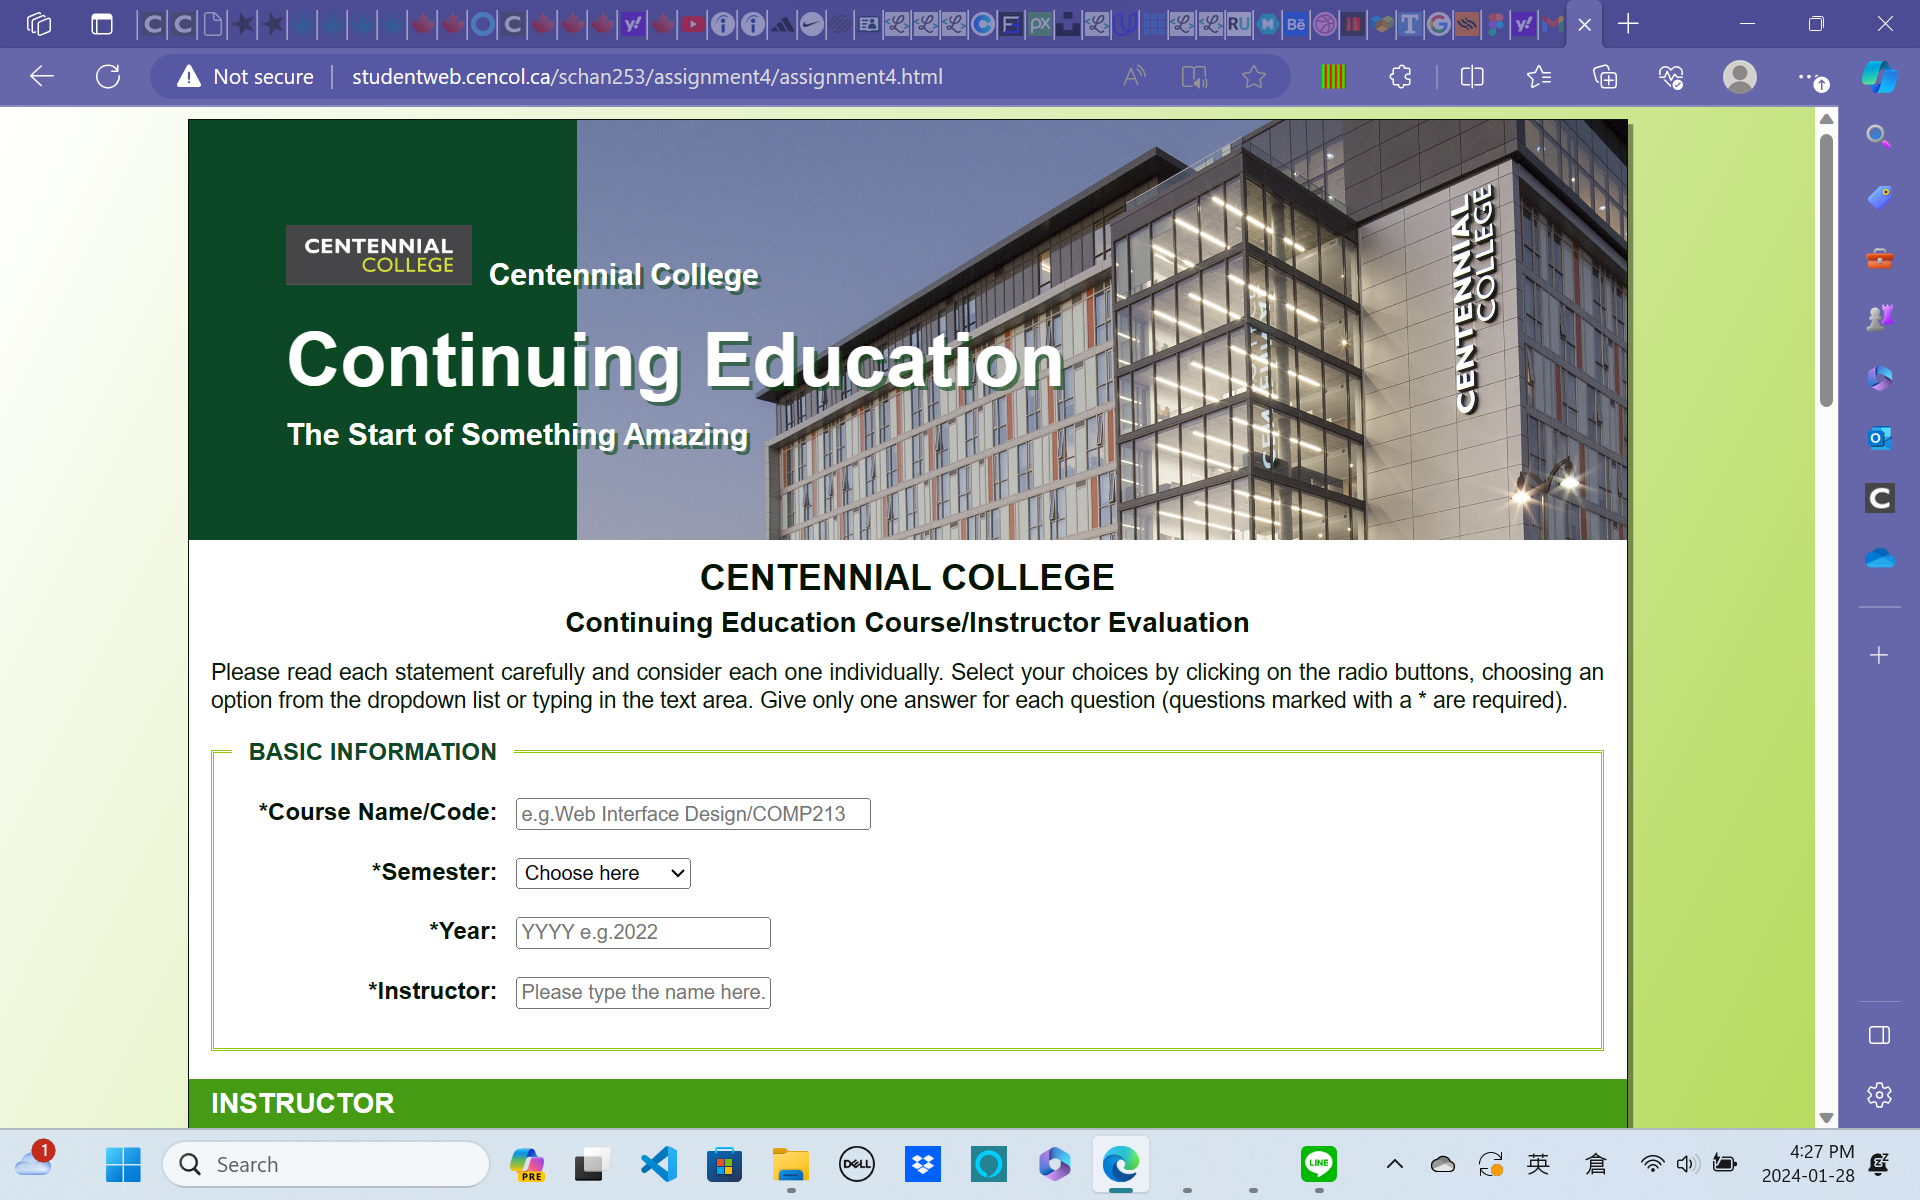 Not secure
studentweb.cencol.ca/schan253/assignment4/assignment4.html
CENTENNIAL
COLLEGE
Centennial College
Continuing Education
The Start of Something Amazing
CENTENNIAL
COLLEGE
CENTENNIAL COLLEGE
Continuing Education Course/Instructor Evaluation
Please read each statement carefully and consider each one individually. Select your choices by clicking on the radio buttons, choosing an
option from the dropdown list or typing in the text area. Give only one answer for each question (questions marked with a * are required).
BASIC INFORMATION
*Course Name/Code: e.g.Web Interface Design/COMP213
*Semester: Choose here
*Year: YYYY e.g.2022
*Instructor: Please type the name here.
INSTRUCTOR
1
Search
PRE
DELL
LINE
英
倉
4:27 PM
2024-01-28